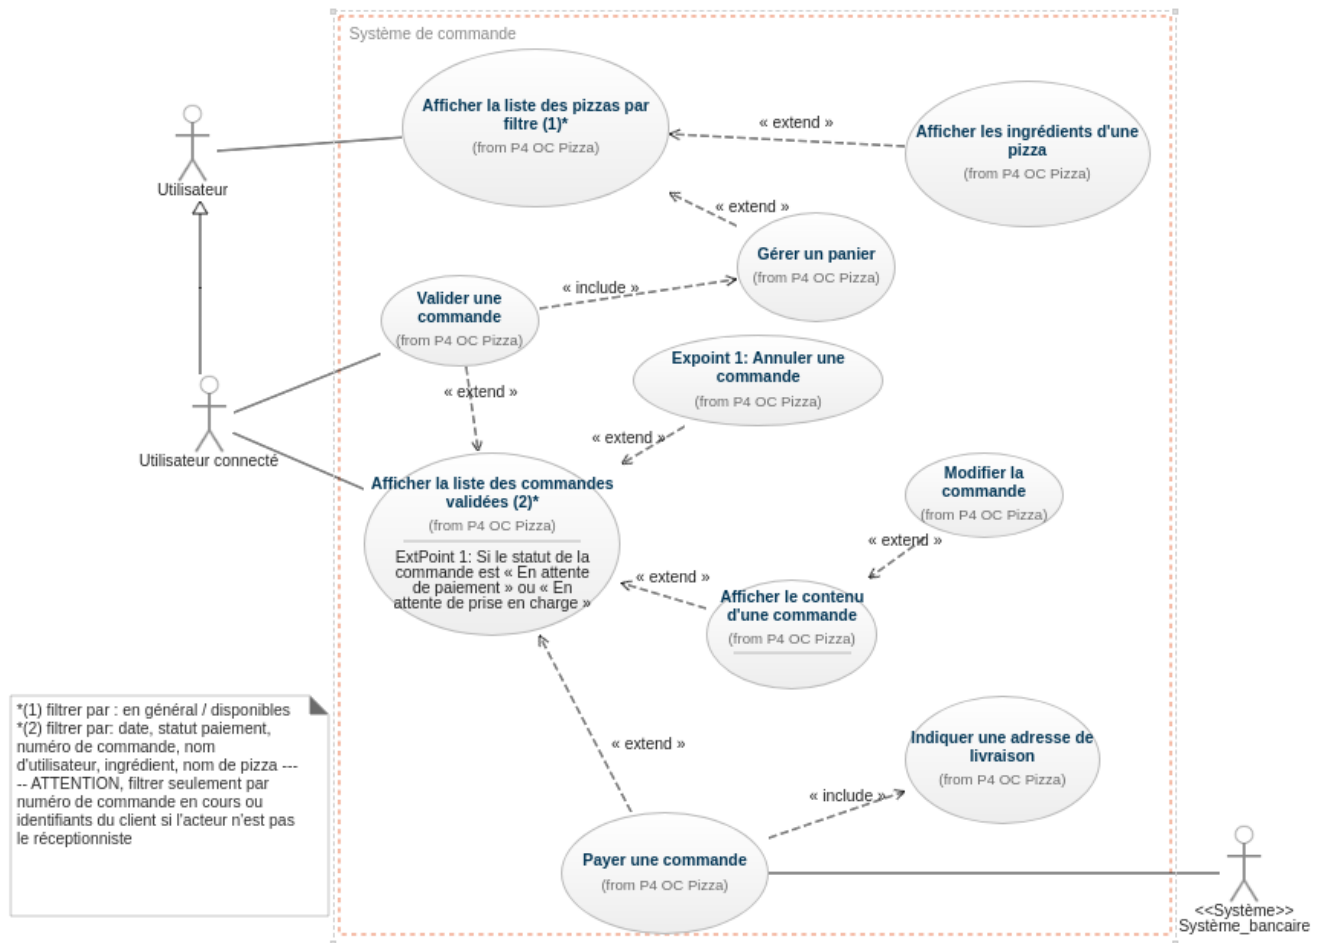 Système de commande
Afficher la liste des pizzas par
filtre (1)*
(from P4 OC Pizza)
« extend »
Afficher les ingrédients d'une
pizza
(from P4 OC Pizza)
Utilisateur
« extend »
Gérer un panier
(from P4 OC Pizza)
« include »
Valider une
commande
(from P4 OC Pizza)
« extend »
Expoint 1: Annuler une
commande
(from P4 OC Pizza)
« extend »
Utilisateur connecté
Afficher la liste des commandes
validées (2)*
(from P4 OC Pizza)
ExtPoint 1: Si le statut de la
commande est « En attente
de paiement » ou « En
attente de prise en charge »
Modifier la
commande
(from P4 OC Pizza)
« extend »
« extend »
Afficher le contenu
d'une commande
(from P4 OC Pizza)
*(1) filtrer par : en général / disponibles
*(2) filtrer par: date, statut paiement,
numéro de commande, nom
d'utilisateur, ingrédient, nom de pizza ---
-- ATTENTION, filtrer seulement par
numéro de commande en cours ou
identifiants du client si l'acteur n'est pas
le réceptionniste
« extend »
Indiquer une adresse de
livraison
(from P4 OC Pizza)
« include »
Payer une commande
(from P4 OC Pizza)
<<Système>>
Système_bancaire